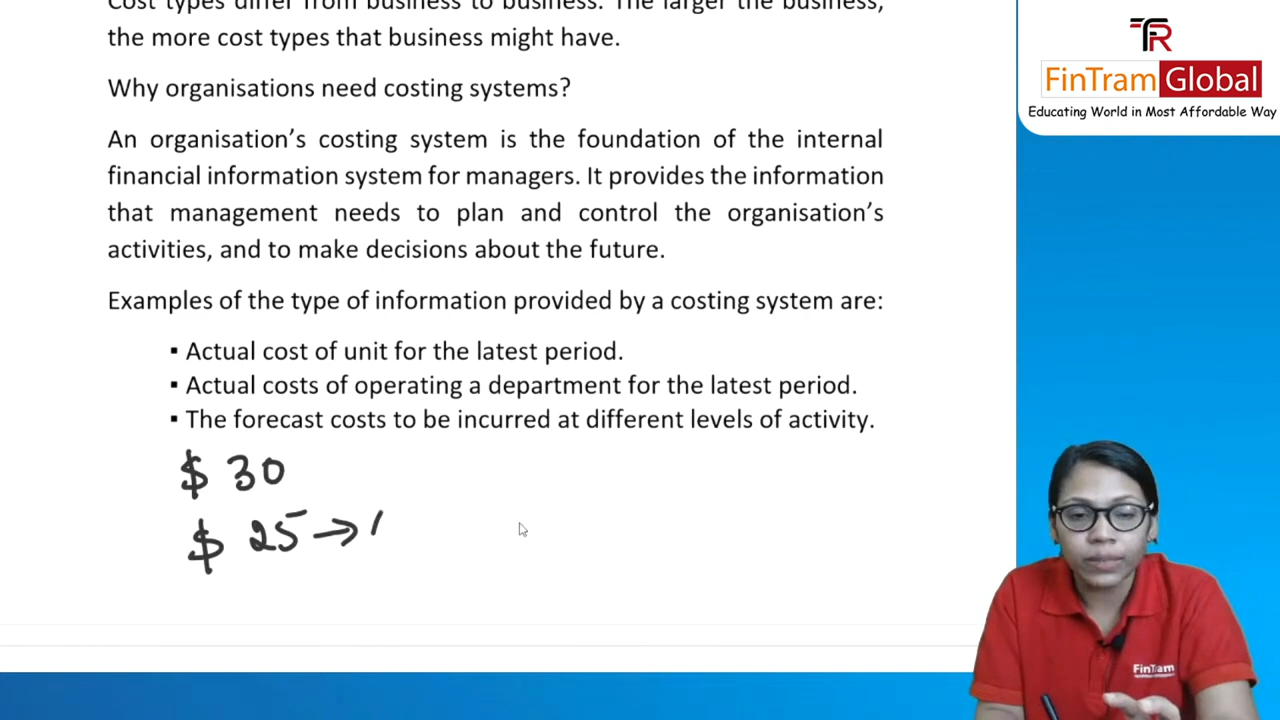 Cost types differ from business to business. The larger the business,
the more cost types that business might have.
Why organisations need costing systems?
An organisation’s costing system is the foundation of the internal
financial information system for managers. It provides the information
that management needs to plan and control the organisation’s
activities, and to make decisions about the future.
Examples of the type of information provided by a costing system are:
▪ Actual cost of unit for the latest period.
▪ Actual costs of operating a department for the latest period.
▪ The forecast costs to be incurred at different levels of activity.
$ 30
$ 25 →
FinTram Global
Educating World in Most Affordable Way
FinTram